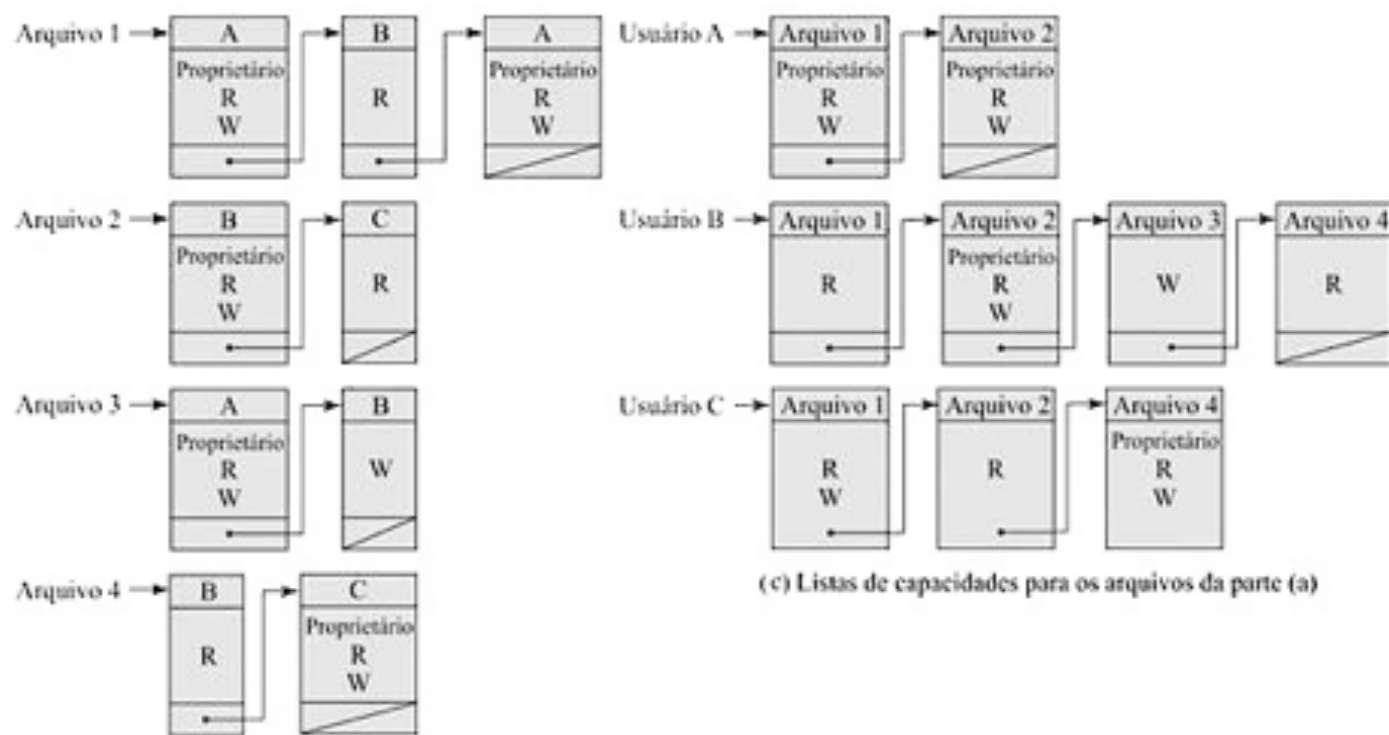 Arquivo 1
A
Proprietário
R
W
B
R
A
Proprietário
R
W
Arquivo 2
B
Proprietário
R
W
C
R
Arquivo 3
A
Proprietário
R
W
B
W
Arquivo 4
B
R
C
Proprietário
R
W
Usuário A
Arquivo 1
Proprietário
R
W
Arquivo 2
Proprietário
R
W
Usuário B
Arquivo 1
R
Arquivo 2
Proprietário
R
W
Arquivo 3
W
Arquivo 4
R
Usuário C
Arquivo 1
R
W
Arquivo 2
R
Arquivo 4
Proprietário
R
W
(c) Listas de capacidades para os arquivos da parte (a)